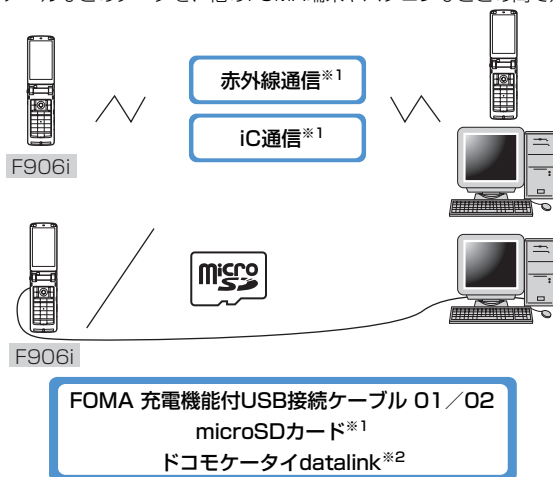 赤外線通信※1
iC通信※1
F906i
micro
SD
F906i
FOMA 充電機能付USB接続ケーブル 01／02
microSDカード※1
ドコモケータイdatalink※2